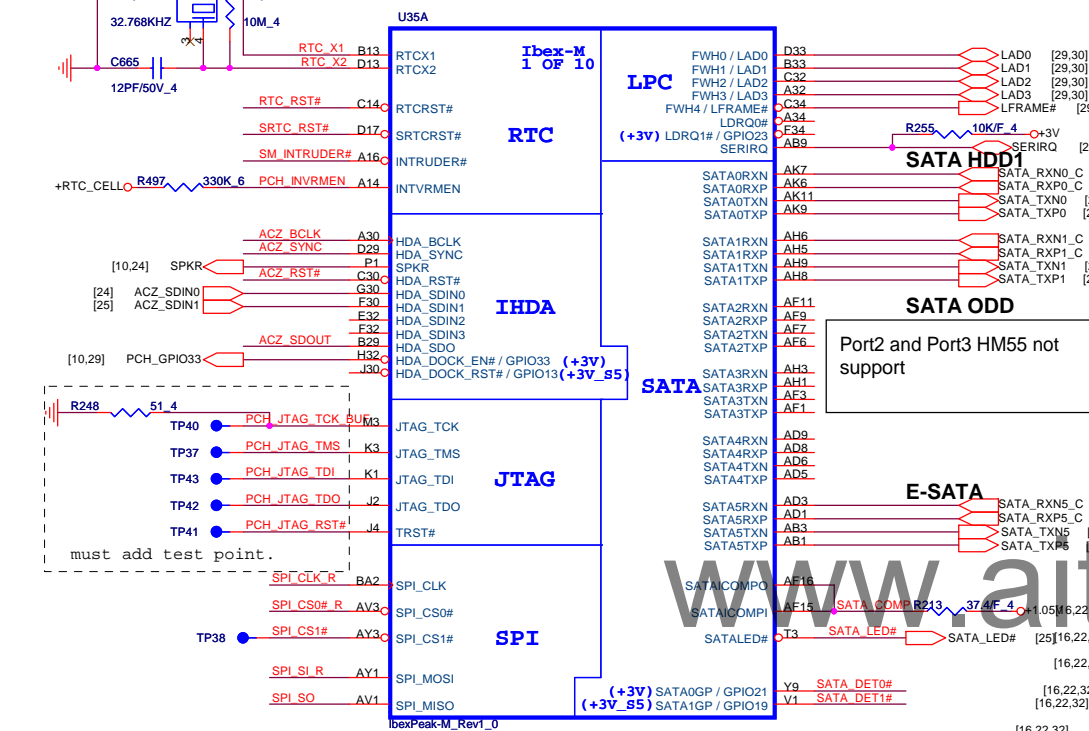 U35A
32.768KHZ
10M_4
3
4
C665
12PF/50V_4
RTC_X1 B13 RTCX1
RTC_X2 D13 RTCX2
RTC_RST# C14 RTCRST#
SRTC_RST# D17 SRTCRST#
SM_INTRUDER# A16 INTRUDER#
+RTC_CELL R497 330K_6 PCH_INVRMEN A14 INTVRMEN
Ibex-M
1 OF 10
RTC
LPC
FWH0 / LAD0 D33 LAD0 [29,30]
FWH1 / LAD1 B33 LAD1 [29,30]
FWH2 / LAD2 C32 LAD2 [29,30]
FWH3 / LAD3 A32 LAD3 [29,30]
FWH4 / LFRAME# C34 LFRAME#
LDRQ0# A34
(+3V) LDRQ1# / GPIO23 F34
R255 10K/F_4 +3V
SERIRQ AB9 SERIRQ
SATA HDD1
SATA0RXN AK7 SATA_RXN0_C
SATA0RXP AK6 SATA_RXP0_C
SATA0TXN AK11 SATA_TXN0
SATA0TXP AK9 SATA_TXP0
SATA1RXN AH6 SATA_RXN1_C
SATA1RXP AH5 SATA_RXP1_C
SATA1TXN AH9 SATA_TXN1
SATA1TXP AH8 SATA_TXP1
SATA ODD
SATA2RXN AF11
SATA2RXP AF9
SATA2TXN AF7
SATA2TXP AF6
Port2 and Port3 HM55 not
support
SATA
SATA3RXN AH3
SATA3RXP AH1
SATA3TXN AF3
SATA3TXP AF1
SATA4RXN AD9
SATA4RXP AD8
SATA4TXN AD6
SATA4TXP AD5
E-SATA
SATA5RXN AD3 SATA_RXN5_C
SATA5RXP AD1 SATA_RXP5_C
SATA5TXN AB3 SATA_TXN5
SATA5TXP AB1 SATA_TXP5
SATAICOMPO AF16
SATAICOMPI AF15 SATA_COMP R213 37.4/F_4
SATALED# T3 SATA_LED# SATA_LED# [25]
(+3V) SATA0GP / GPIO21 Y9 SATA_DET0#
(+3V_S5) SATA1GP / GPIO19 V1 SATA_DET1#
[16,22,32]
[16,22,32]
ACZ_BCLK A30 HDA_BCLK
ACZ_SYNC D29 HDA_SYNC
[10,24] SPKR P1 SPKR
ACZ_RST# C30 HDA_RST#
[24] ACZ_SDIN0 G30 HDA_SDIN0
[25] ACZ_SDIN1 F30 HDA_SDIN1
E32 HDA_SDIN2
F32 HDA_SDIN3
ACZ_SDOUT B29 HDA_SDO
[10,29] PCH_GPIO33 H32 HDA_DOCK_EN# / GPIO33 (+3V)
J30 HDA_DOCK_RST# / GPIO13 (+3V_S5)
IHDA
R248 51_4
TP40 PCH_JTAG_TCK_BUF M3 JTAG_TCK
TP37 PCH_JTAG_TMS K3 JTAG_TMS
TP43 PCH_JTAG_TDI K1 JTAG_TDI
TP42 PCH_JTAG_TDO J2 JTAG_TDO
TP41 PCH_JTAG_RST# J4 TRST#
JTAG
must add test point.
SPI_CLK_R BA2 SPI_CLK
SPI_CS0#_R AV3 SPI_CS0#
TP38 SPI_CS1# AY3 SPI_CS1#
SPI_SI_R AY1 SPI_MOSI
SPI_SO AV1 SPI_MISO
SPI
IbexPeak-M_Rev1_0
www.ait